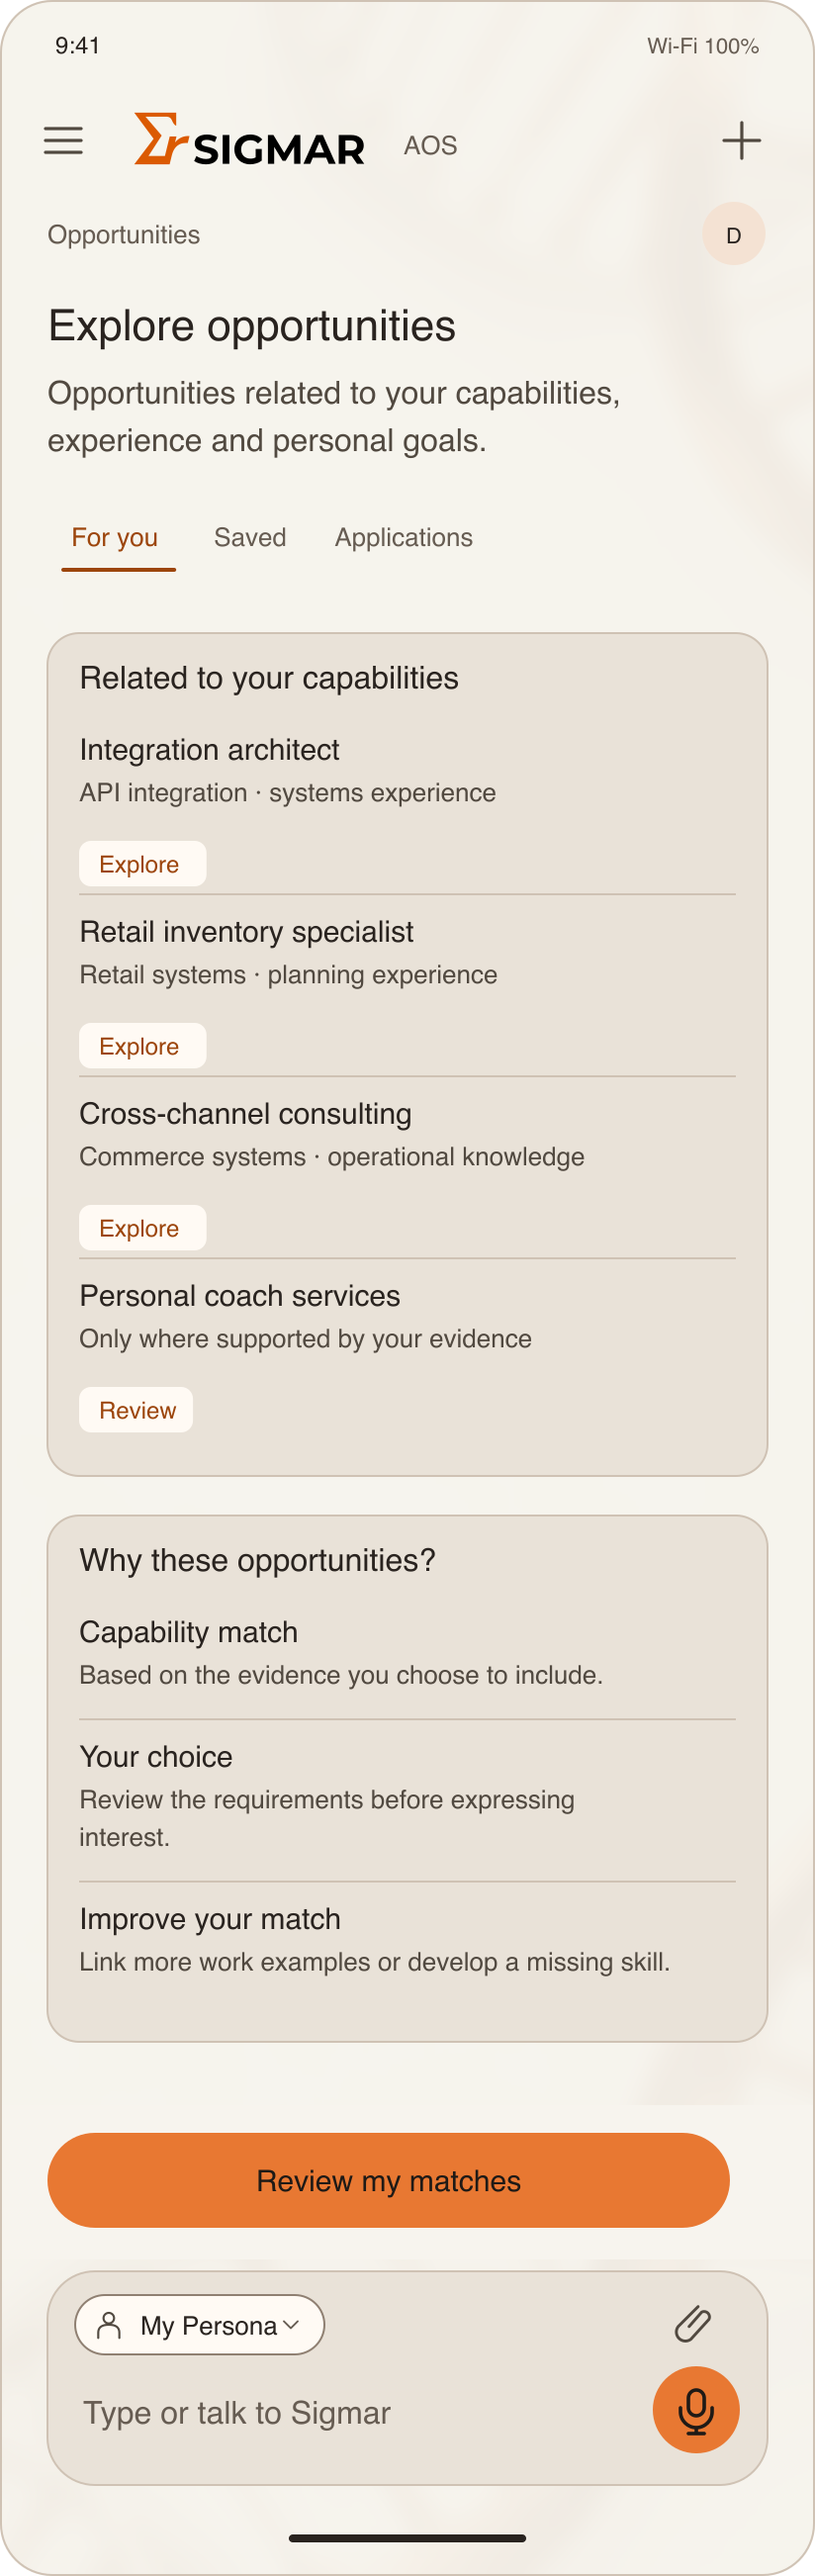 9:41 Wi-Fi 100%
Σr SIGMAR AOS
Opportunities D
Explore opportunities
Opportunities related to your capabilities,
experience and personal goals.
For you Saved Applications
Related to your capabilities
Integration architect
API integration · systems experience
Explore
Retail inventory specialist
Retail systems · planning experience
Explore
Cross-channel consulting
Commerce systems · operational knowledge
Explore
Personal coach services
Only where supported by your evidence
Review
Why these opportunities?
Capability match
Based on the evidence you choose to include.
Your choice
Review the requirements before expressing
interest.
Improve your match
Link more work examples or develop a missing skill.
Review my matches
My Persona
Type or talk to Sigmar